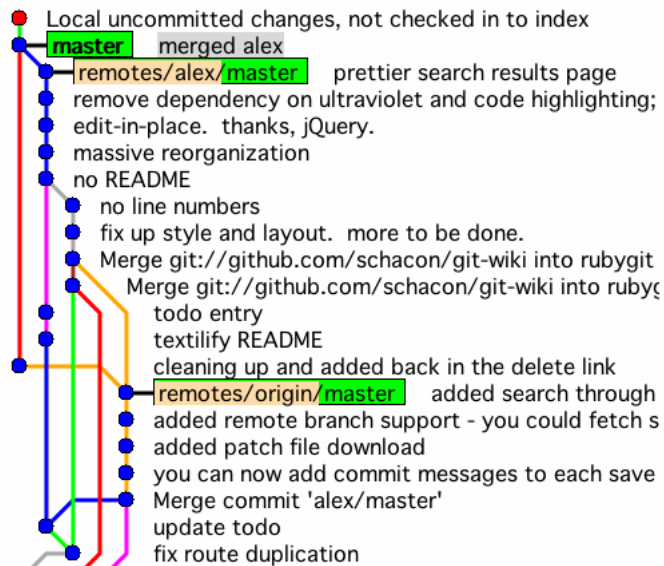 Local uncommitted changes, not checked in to index
master merged alex
remotes/alex/master prettier search results page
remove dependency on ultraviolet and code highlighting;
edit-in-place. thanks, jQuery.
massive reorganization
no README
no line numbers
fix up style and layout. more to be done.
Merge git://github.com/schacon/git-wiki into rubygit
Merge git://github.com/schacon/git-wiki into rubyg
todo entry
textilify README
cleaning up and added back in the delete link
remotes/origin/master added search through
added remote branch support - you could fetch s
added patch file download
you can now add commit messages to each save
Merge commit 'alex/master'
update todo
fix route duplication